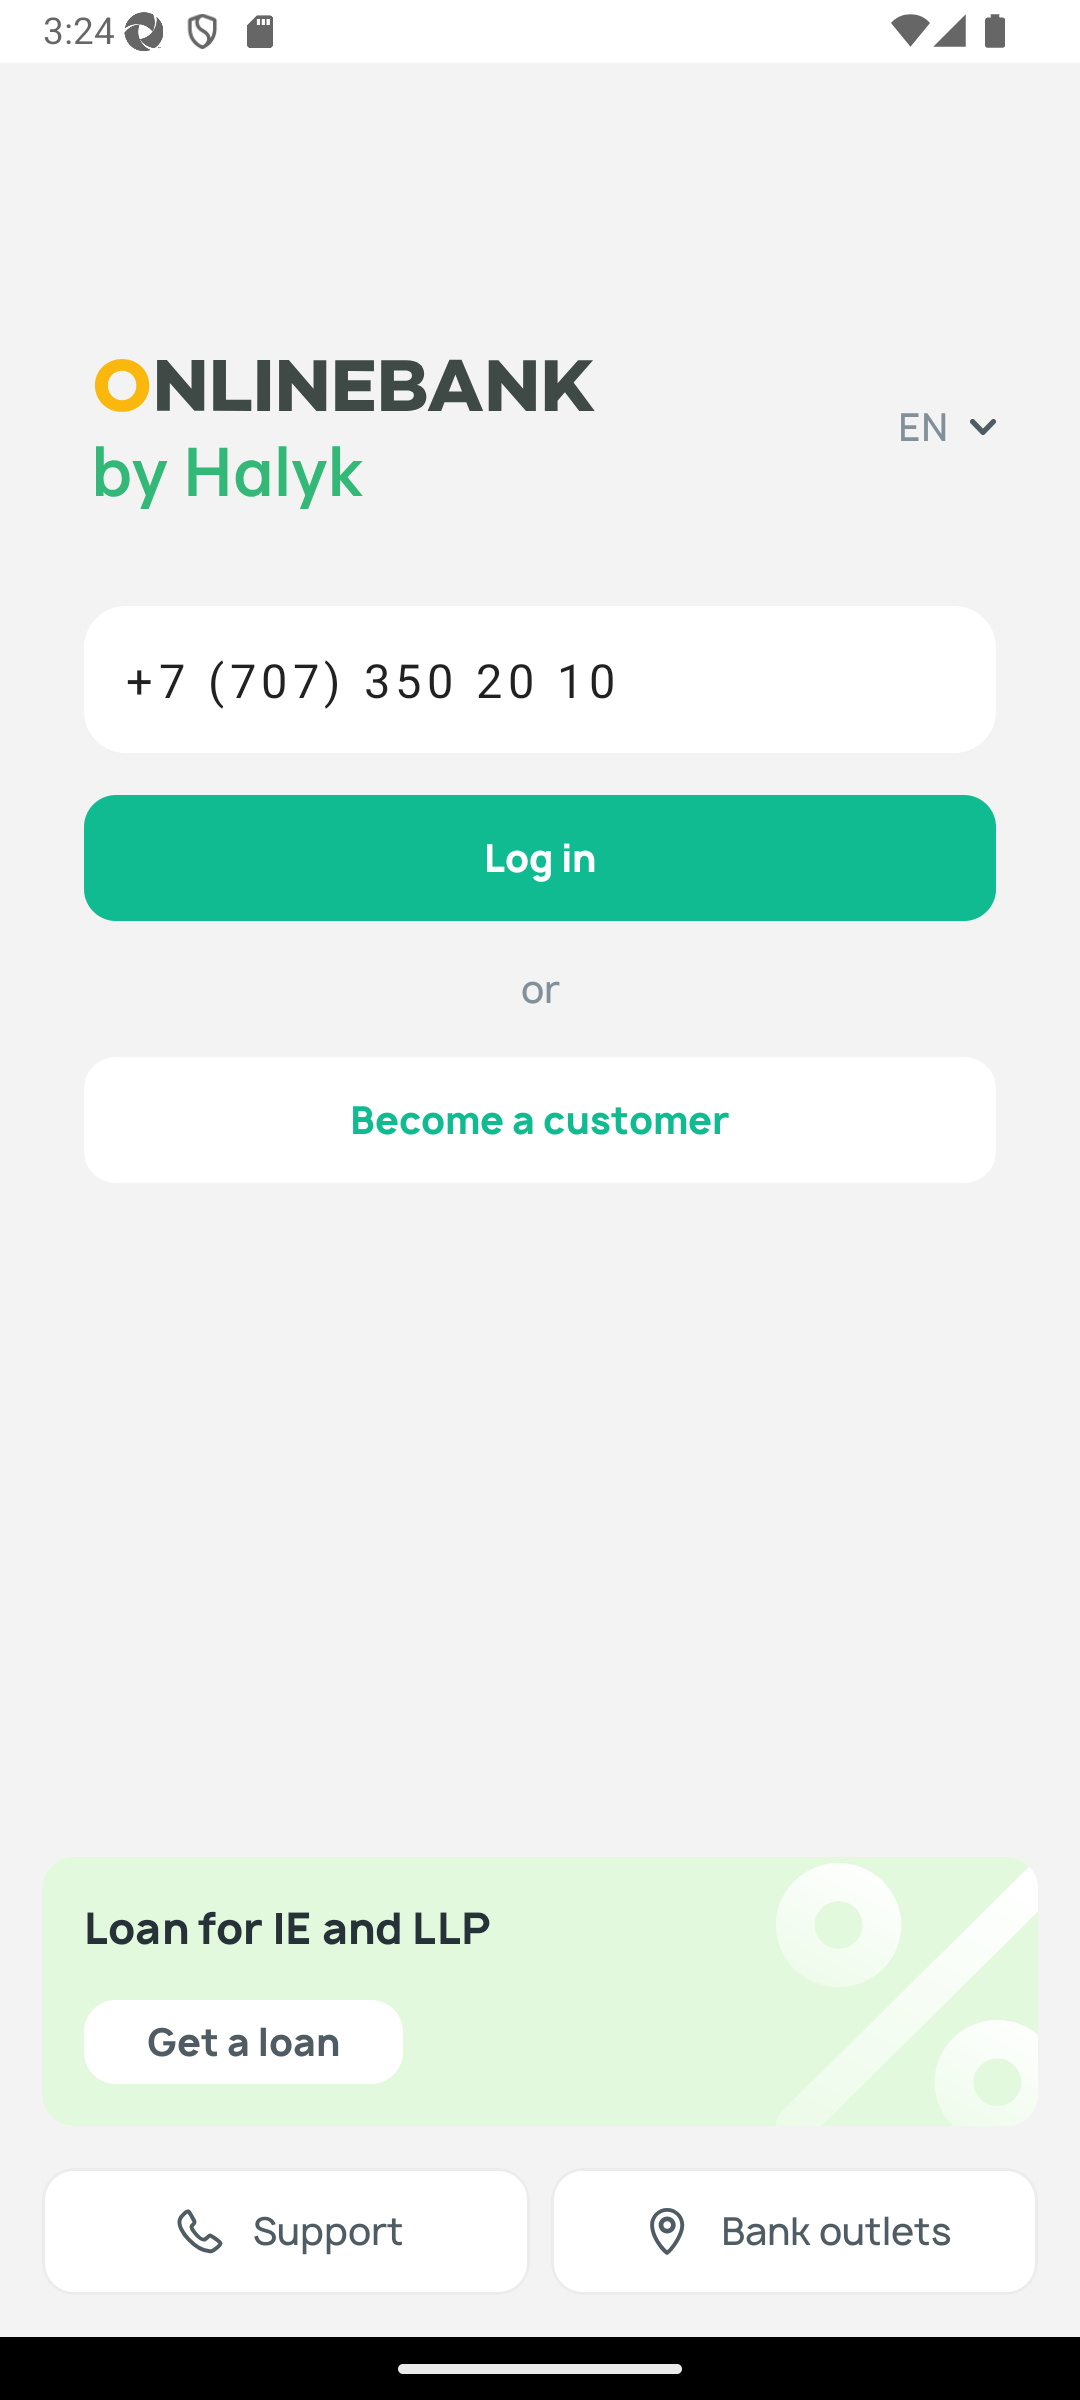 3:24
ONLINEBANK
by Halyk
EN
+7 (707) 350 20 10
Log in
or
Become a customer
Loan for IE and LLP
Get a loan
Support
Bank outlets